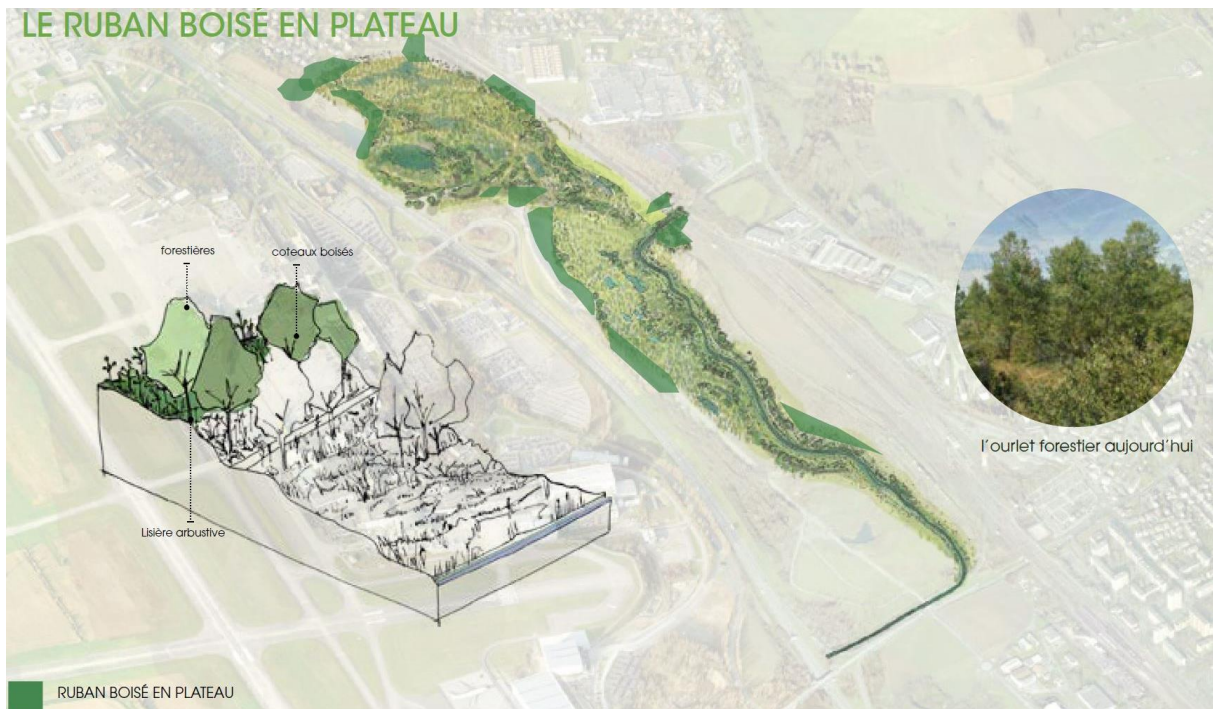 LE RUBAN BOISÉ EN PLATEAU
forestières
coteaux boisés
Lisière arbustive
l'ourlet forestier aujourd'hui
RUBAN BOISÉ EN PLATEAU